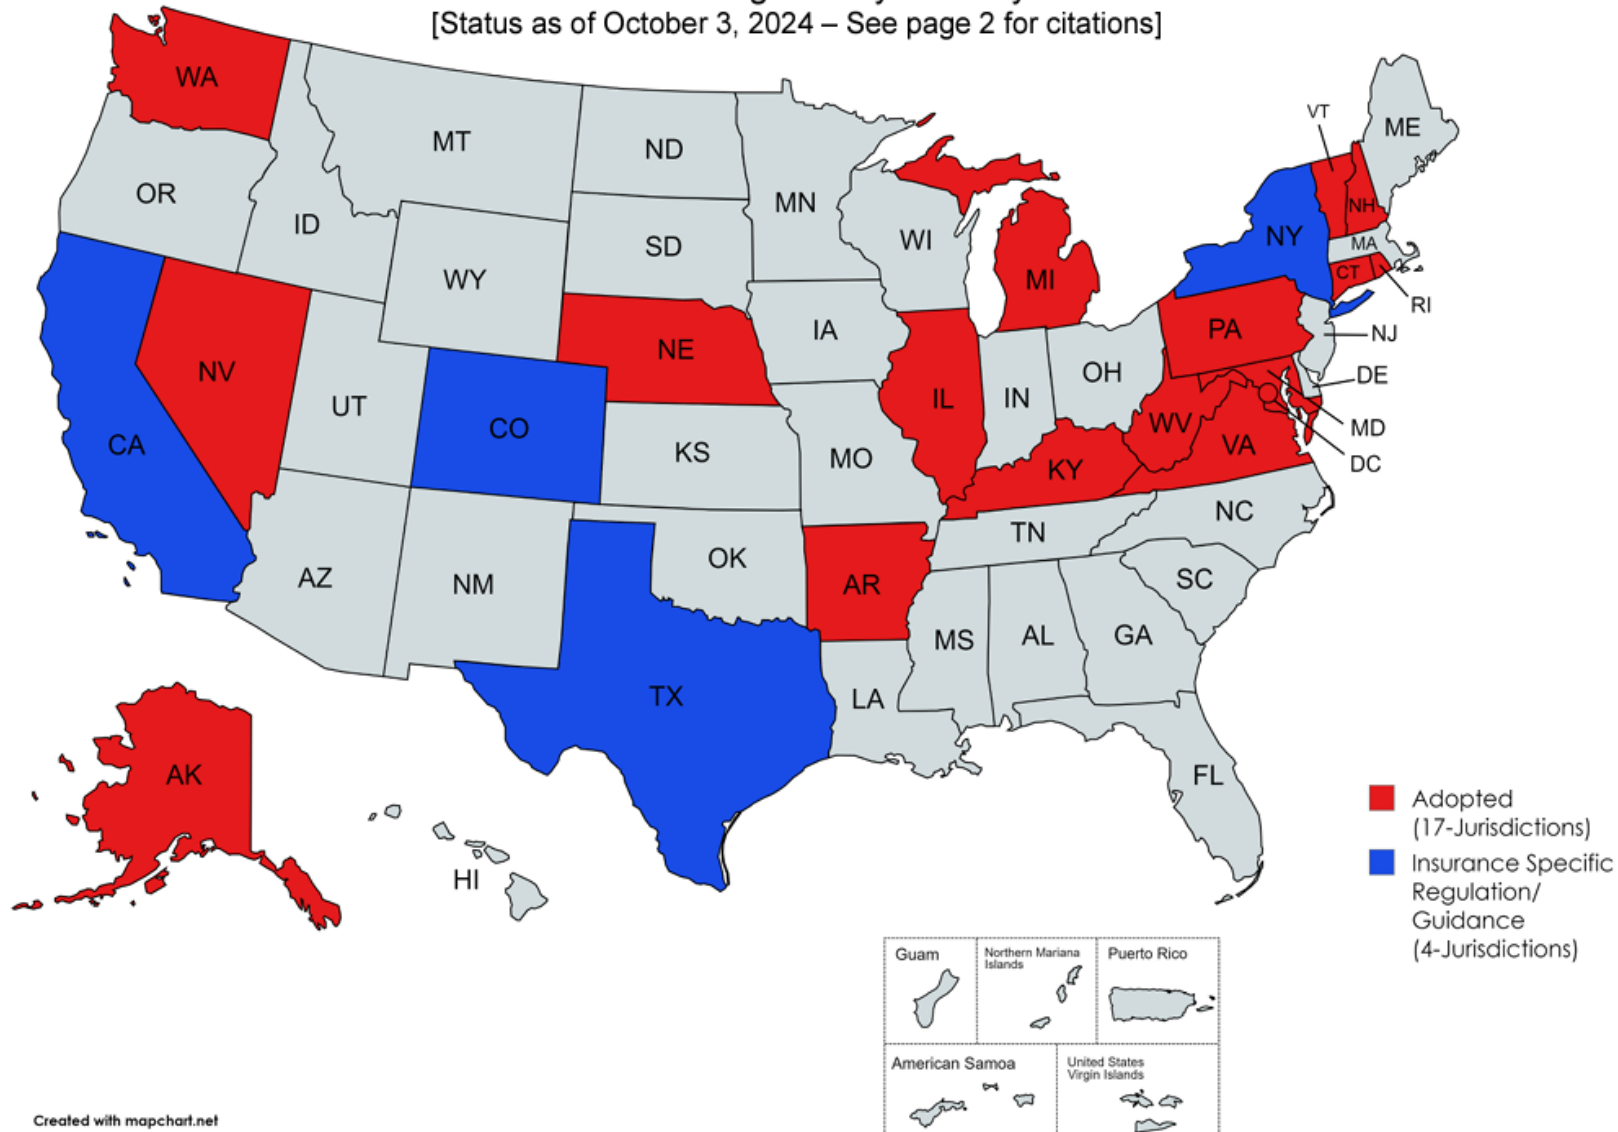 [Status as of October 3, 2024 – See page 2 for citations]
WA
MT
ND
MN
VT
ME
OR
ID
SD
WI
NH
NY
MA
WY
MI
CT
RI
IA
PA
NJ
NE
NV
UT
IL
IN
OH
DE
CO
WV
MD
CA
KS
MO
KY
VA
DC
NC
TN
OK
AZ
NM
AR
SC
MS
AL
GA
TX
LA
AK
FL
HI
Adopted
(17-Jurisdictions)
Insurance Specific
Regulation/
Guidance
(4-Jurisdictions)
Guam
Northern Mariana
Islands
Puerto Rico
American Samoa
United States
Virgin Islands
Created with mapchart.net